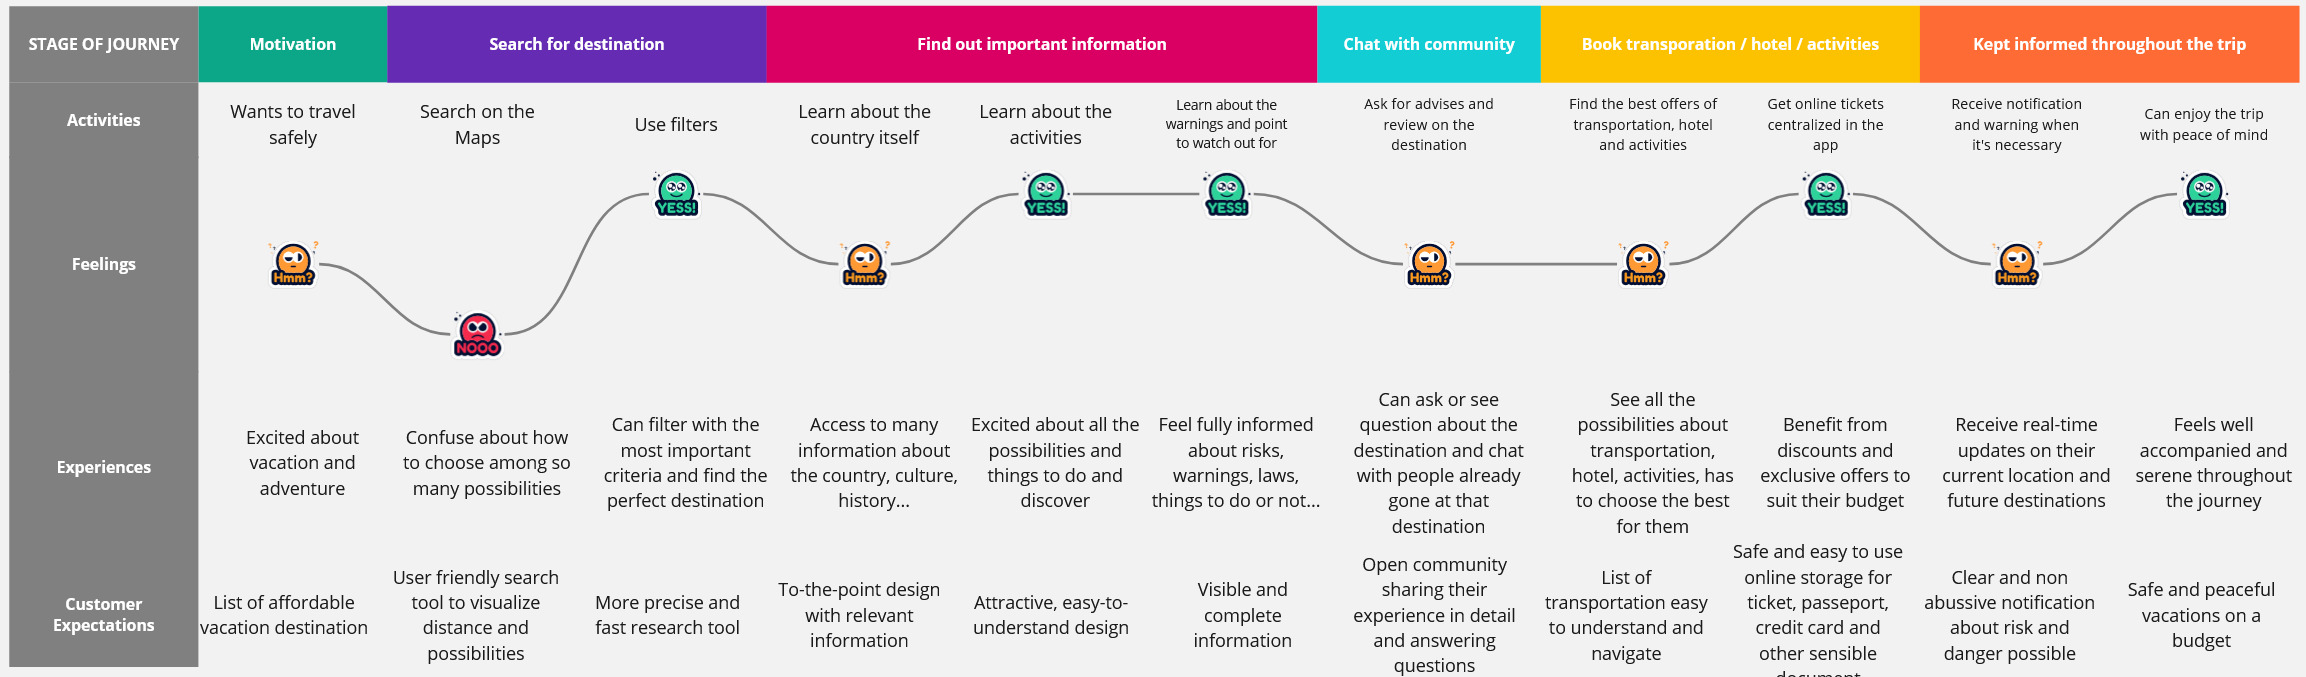 STAGE OF JOURNEY
Motivation
Search for destination
Find out important information
Chat with community
Book transporation / hotel / activities
Kept informed throughout the trip
Activities
Wants to travel
safely
Search on the
Maps
Use filters
Learn about the
country itself
Learn about the
activities
Learn about the
warnings and point
to watch out for
Ask for advises and
review on the
destination
Find the best offers of
transportation, hotel
and activities
Get online tickets
centralized in the
app
Receive notification
and warning when
it's necessary
Can enjoy the trip
with peace of mind
Feelings
Hmm?
NOOO
YESS!
Hmm?
YESS!
YESS!
Hmm?
Hmm?
YESS!
Hmm?
YESS!
Experiences
Excited about
vacation and
adventure
Confuse about how
to choose among so
many possibilities
Can filter with the
most important
criteria and find the
perfect destination
Access to many
information about
the country, culture,
history...
Excited about all the
possibilities and
things to do and
discover
Feel fully informed
about risks,
warnings, laws,
things to do or not...
Can ask or see
question about the
destination and chat
with people already
gone at that
destination
See all the
possibilities about
transportation,
hotel, activities, has
to choose the best
for them
Benefit from
discounts and
exclusive offers to
suit their budget
Receive real-time
updates on their
current location and
future destinations
Feels well
accompanied and
serene throughout
the journey
Customer
Expectations
List of affordable
vacation destination
User friendly search
tool to visualize
distance and
possibilities
More precise and
fast research tool
To-the-point design
with relevant
information
Attractive, easy-to-
understand design
Visible and
complete
information
Open community
sharing their
experience in detail
and answering
questions
List of
transportation easy
to understand and
navigate
Safe and easy to use
online storage for
ticket, passeport,
credit card and
other sensible
Clear and non
abussive notification
about risk and
danger possible
Safe and peaceful
vacations on a
budget